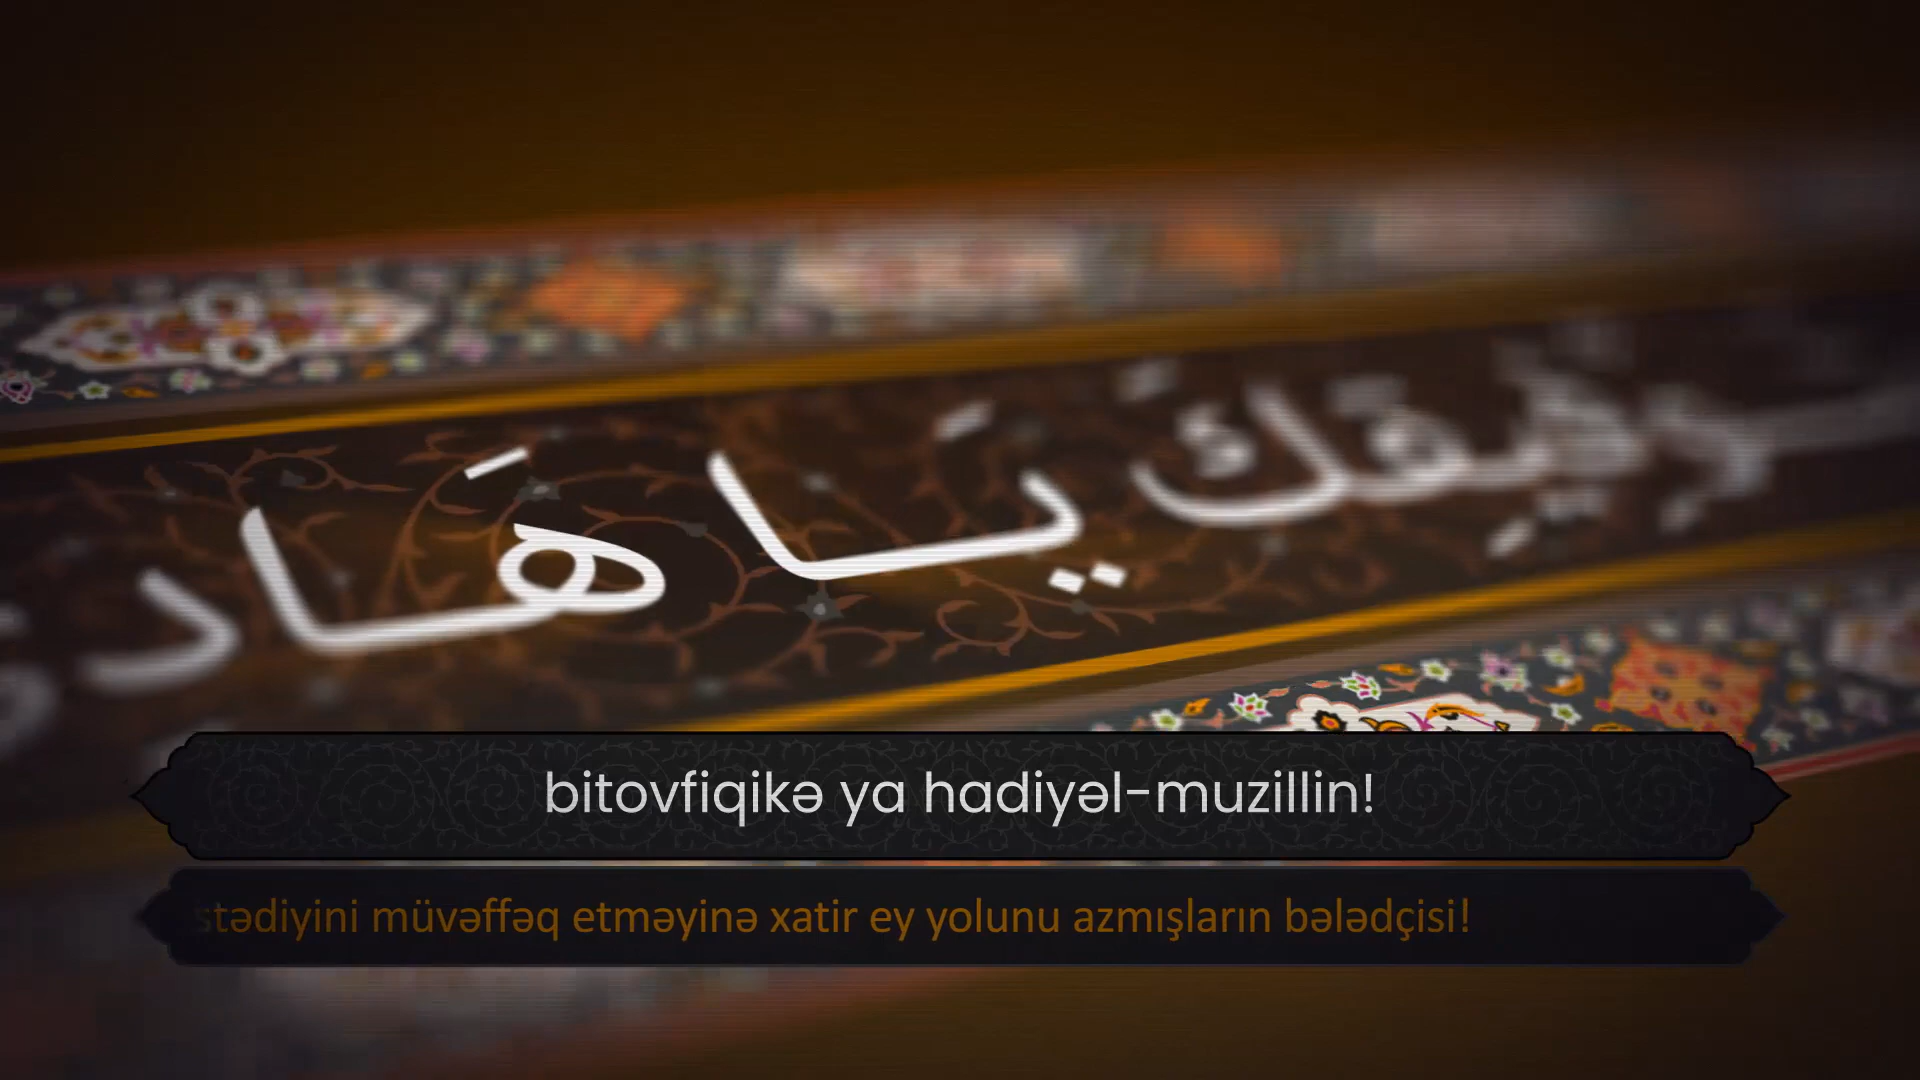 يَا هَاد
bitovfiqikə ya hadiyəl-muzillin!
stədiyini müvəffəq etməyinə xatir ey yolunu azmışların bələdçisi!